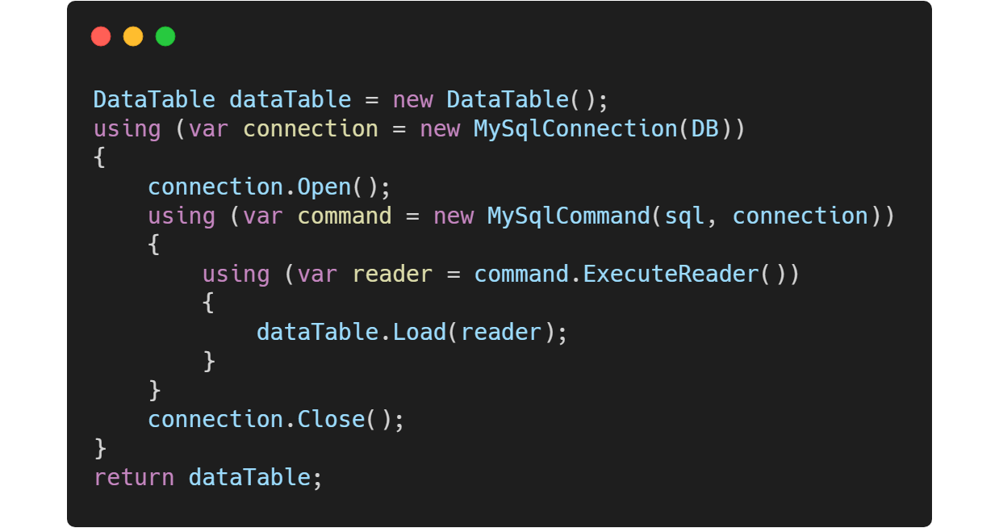 DataTable dataTable = new DataTable();
using (var connection = new MySqlConnection(DB))
{
    connection.Open();
    using (var command = new MySqlCommand(sql, connection))
    {
        using (var reader = command.ExecuteReader())
        {
            dataTable.Load(reader);
        }
    }
    connection.Close();
}
return dataTable;